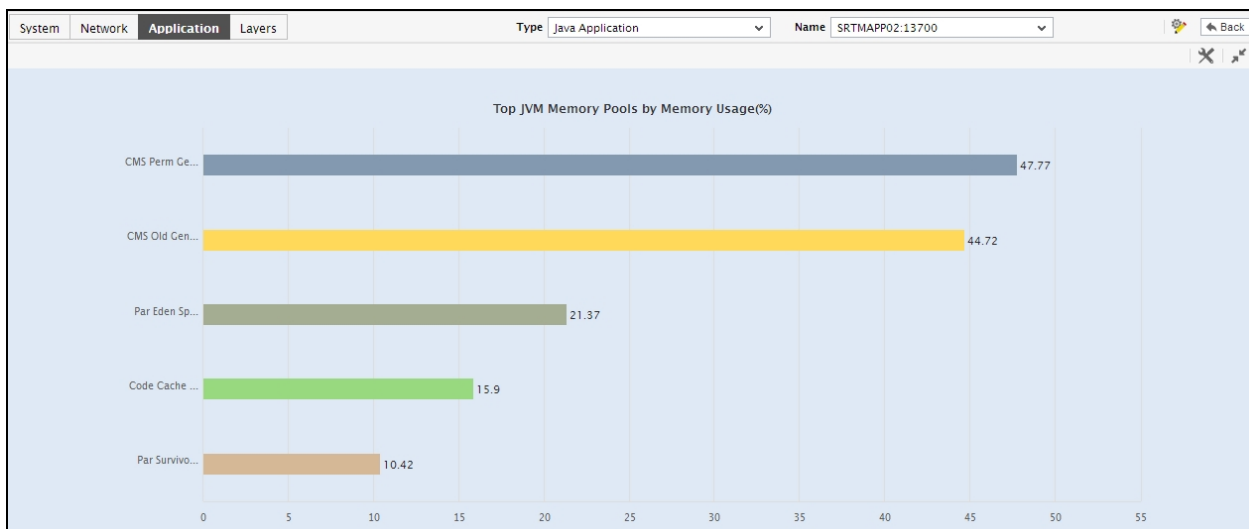 System Network Application Layers Type Java Application Name SRTMAPP02:13700 Back
Top JVM Memory Pools by Memory Usage(%)
CMS Perm Ge... 47.77
CMS Old Gen... 44.72
Par Eden Sp... 21.37
Code Cache ... 15.9
Par Survivo... 10.42
0 5 10 15 20 25 30 35 40 45 50 55